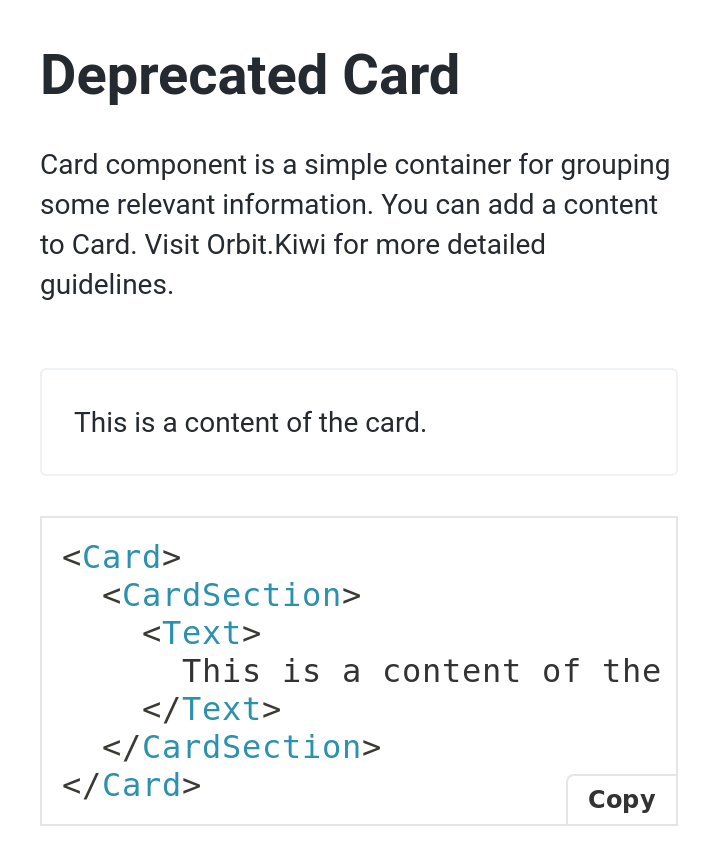 Deprecated Card
Card component is a simple container for grouping
some relevant information. You can add a content
to Card. Visit Orbit.Kiwi for more detailed
guidelines.
This is a content of the card.
<Card>
  <CardSection>
    <Text>
      This is a content of the
    </Text>
  </CardSection>
</Card>
Copy